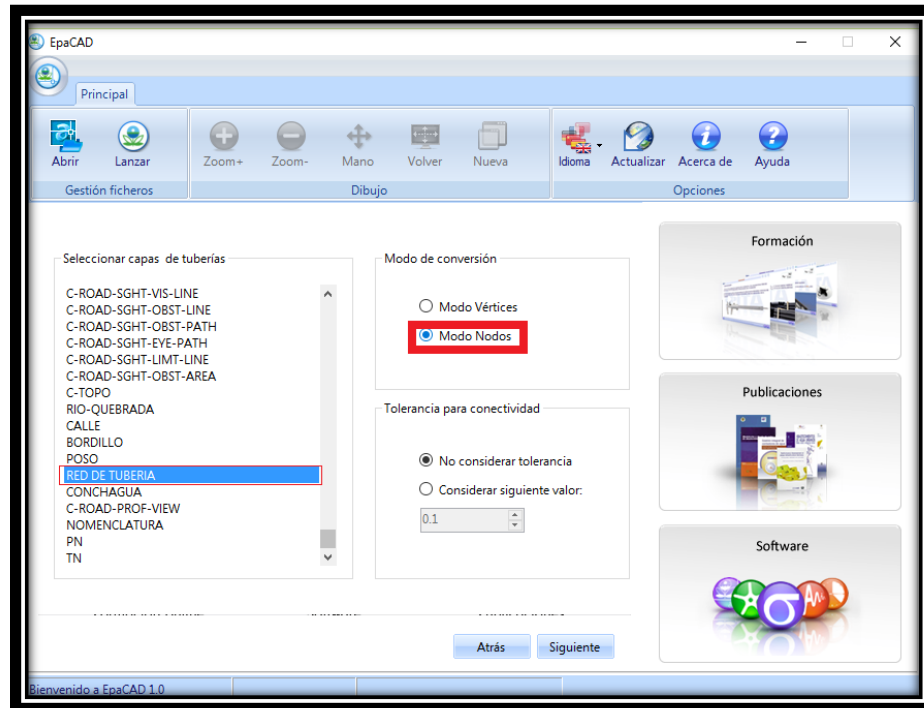 EpaCAD
Principal
Abrir
Lanzar
Zoom+
Zoom-
Mano
Volver
Nueva
Idioma
Actualizar
Acerca de
Ayuda
Gestión ficheros
Dibujo
Opciones
Seleccionar capas de tuberías
C-ROAD-SGHT-VIS-LINE
C-ROAD-SGHT-OBST-LINE
C-ROAD-SGHT-OBST-PATH
C-ROAD-SGHT-EYE-PATH
C-ROAD-SGHT-LIMT-LINE
C-ROAD-SGHT-OBST-AREA
C-TOPO
RIO-QUEBRADA
CALLE
BORDILLO
POSO
RED DE TUBERIA
CONCHAGUA
C-ROAD-PROF-VIEW
NOMENCLATURA
PN
TN
Modo de conversión
Modo Vértices
Modo Nodos
Tolerancia para conectividad
No considerar tolerancia
Considerar siguiente valor:
0.1
Formación
Publicaciones
Software
Atrás
Siguiente
Bienvenido a EpaCAD 1.0